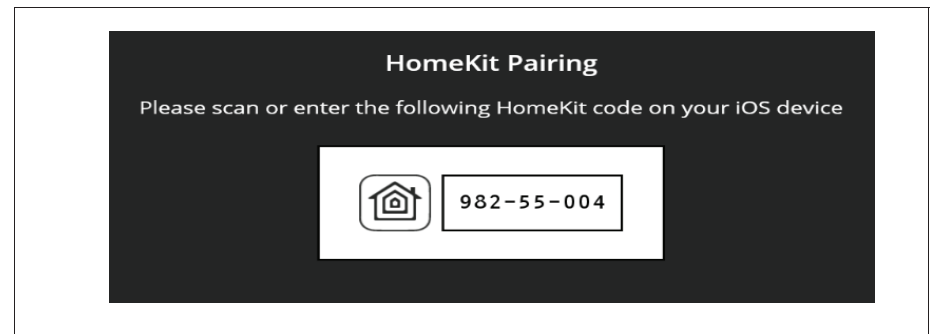 HomeKit Pairing
Please scan or enter the following HomeKit code on your iOS device
982-55-004